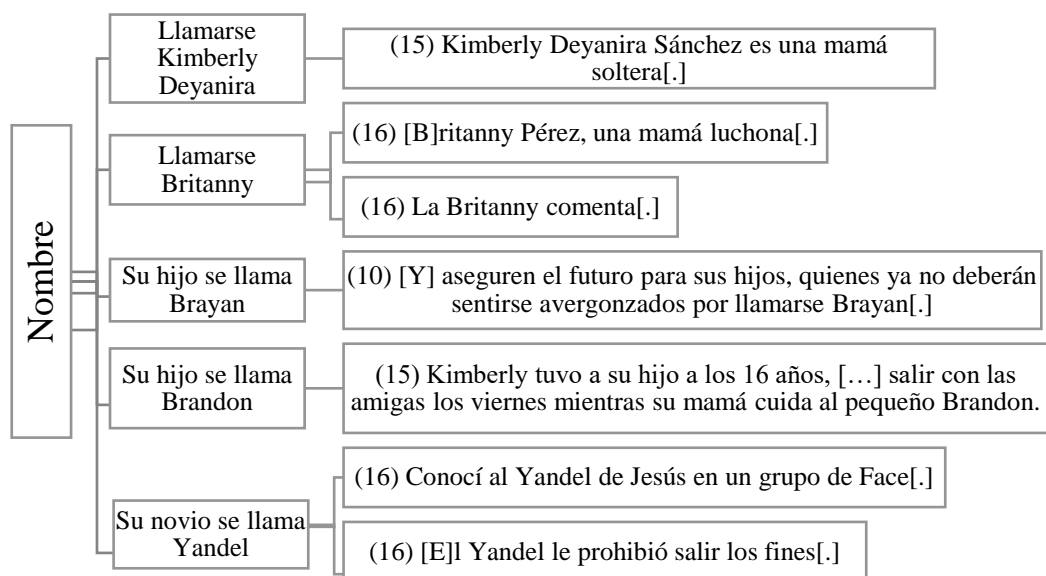 Nombre
Llamarse
Kimberly
Deyanira
(15) Kimberly Deyanira Sánchez es una mamá
soltera[.]
Llamarse
Britanny
(16) [B]ritanny Pérez, una mamá luchona[.]
(16) La Britanny comenta[.]
Su hijo se llama
Brayan
(10) [Y] aseguren el futuro para sus hijos, quienes ya no deberán
sentirse avergonzados por llamarse Brayan[.]
Su hijo se llama
Brandon
(15) Kimberly tuvo a su hijo a los 16 años, […] salir con las
amigas los viernes mientras su mamá cuida al pequeño Brandon.
Su novio se llama
Yandel
(16) Conocí al Yandel de Jesús en un grupo de Face[.]
(16) [E]l Yandel le prohibió salir los fines[.]